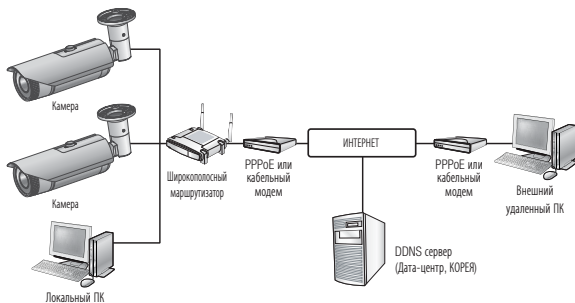 Камера
Камера
Локальный ПК
Широкополосный
маршрутизатор
PPPoE или
кабельный
модем
ИНТЕРНЕТ
DDNS сервер
(Дата-центр, КОРЕЯ)
PPPoE или
кабельный
модем
Внешний
удаленный ПК